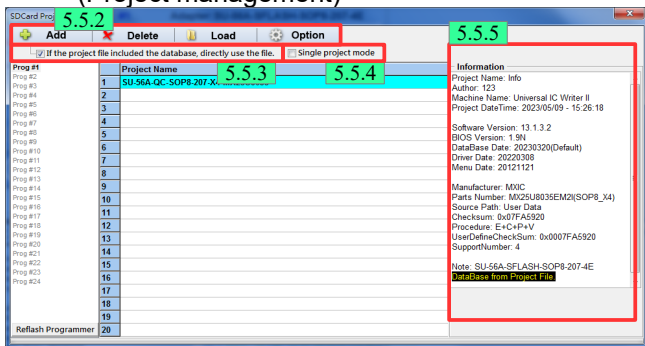 (Project management)
SDCard Proj
5.5.2
Add Delete Load Option
5.5.5
If the project file included the database, directly use the file. Single project mode
5.5.3
5.5.4
Prog #1
Prog #2
Prog #3
Prog #4
Prog #5
Prog #6
Prog #7
Prog #8
Prog #9
Prog #10
Prog #11
Prog #12
Prog #13
Prog #14
Prog #15
Prog #16
Prog #17
Prog #18
Prog #19
Prog #20
Prog #21
Prog #22
Prog #23
Prog #24
Reflash Programmer
Project Name
1 SU-56A-QC-SOP8-207-X4
2
3
4
5
6
7
8
9
10
11
12
13
14
15
16
17
18
19
20
Information
Project Name: Info
Author: 123
Machine Name: Universal IC Writer II
Project DateTime: 2023/05/09 - 15:26:18
Software Version: 13.1.3.2
BIOS Version: 1.9N
DataBase Date: 20230320(Default)
Driver Date: 20220308
Menu Date: 20121121
Manufacturer: MXIC
Parts Number: MX25U8035EM2I(SOP8_X4)
Source Path: User Data
Checksum: 0x07FA5920
Procedure: E+C+P+V
UserDefineCheckSum: 0x0007FA5920
SupportNumber: 4
Note: SU-56A-SFLASH-SOP8-207-4E
DataBase from Project File.